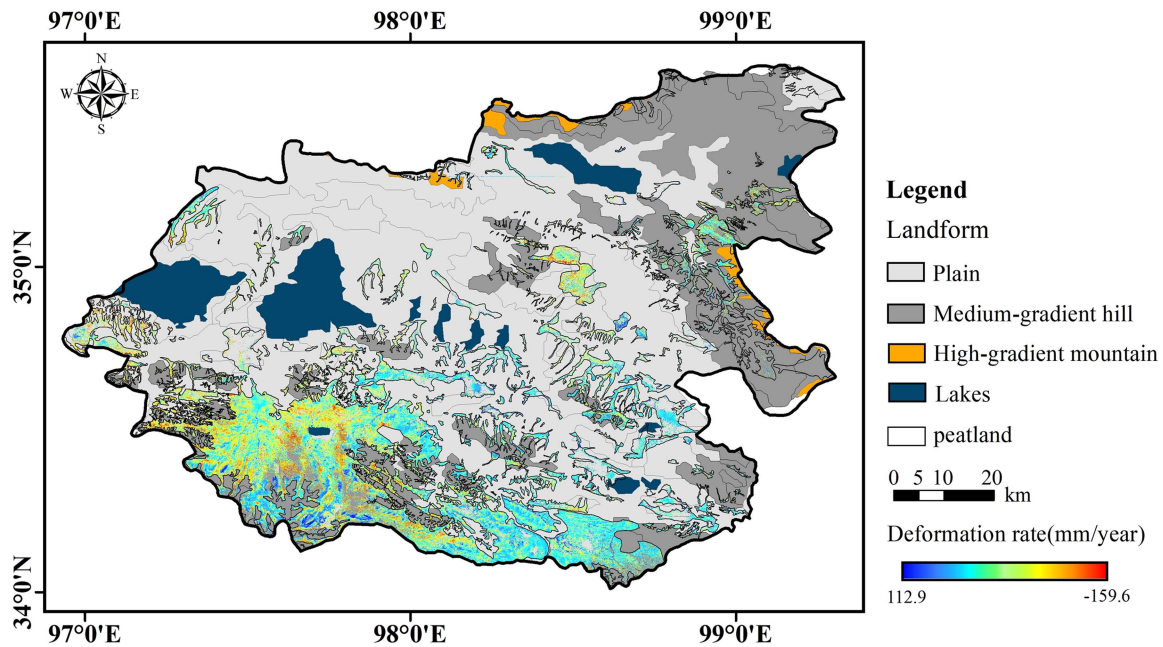 97°0'E 98°0'E 99°0'E
N
W E
S
35°0'N
34°0'N
97°0'E 98°0'E 99°0'E
Legend
Landform
Plain
Medium-gradient hill
High-gradient mountain
Lakes
peatland
0 5 10 20
km
Deformation rate(mm/year)
112.9 -159.6